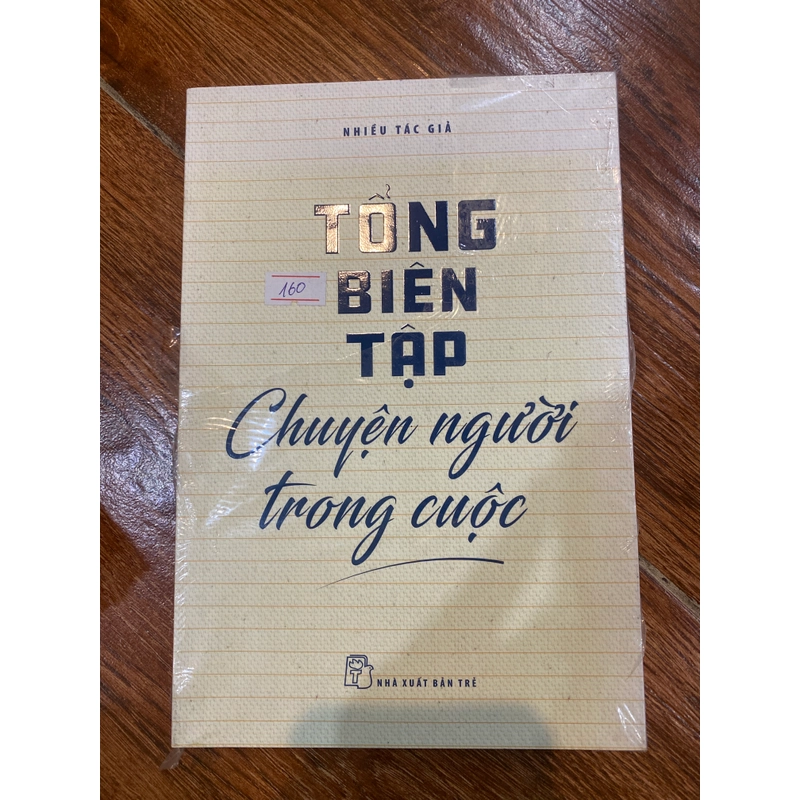 NHIỀU TÁC GIẢ
TỔNG
BIÊN
160
TẬP
Chuyện người
trong cuộc
NHÀ XUẤT BẢN TRẺ